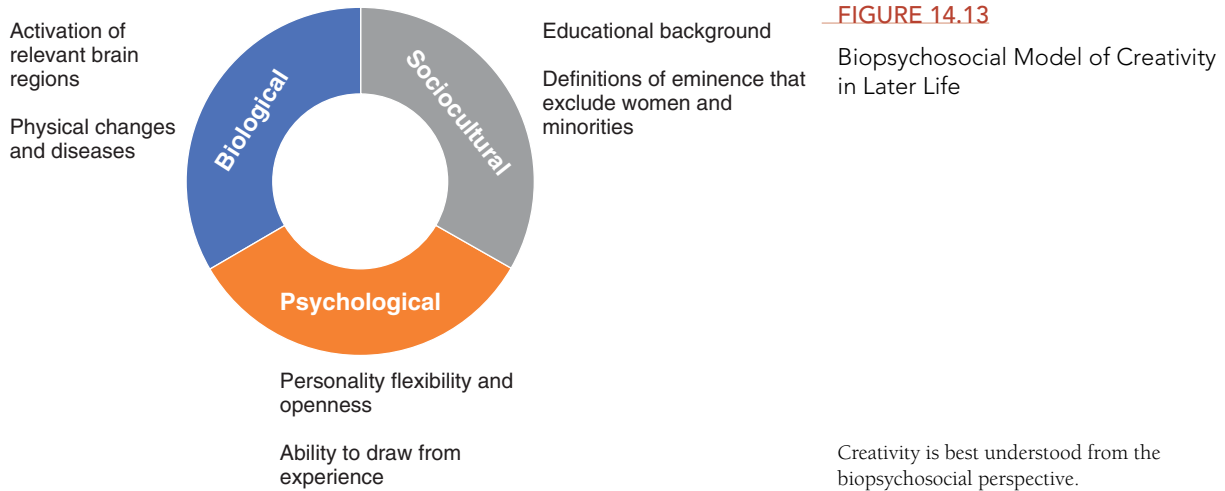 Activation of
relevant brain
regions
Physical changes
and diseases
Biological
Sociocultural
Psychological
Educational background
Definitions of eminence that
exclude women and
minorities
Personality flexibility and
openness
Ability to draw from
experience
FIGURE 14.13
Biopsychosocial Model of Creativity
in Later Life
Creativity is best understood from the
biopsychosocial perspective.